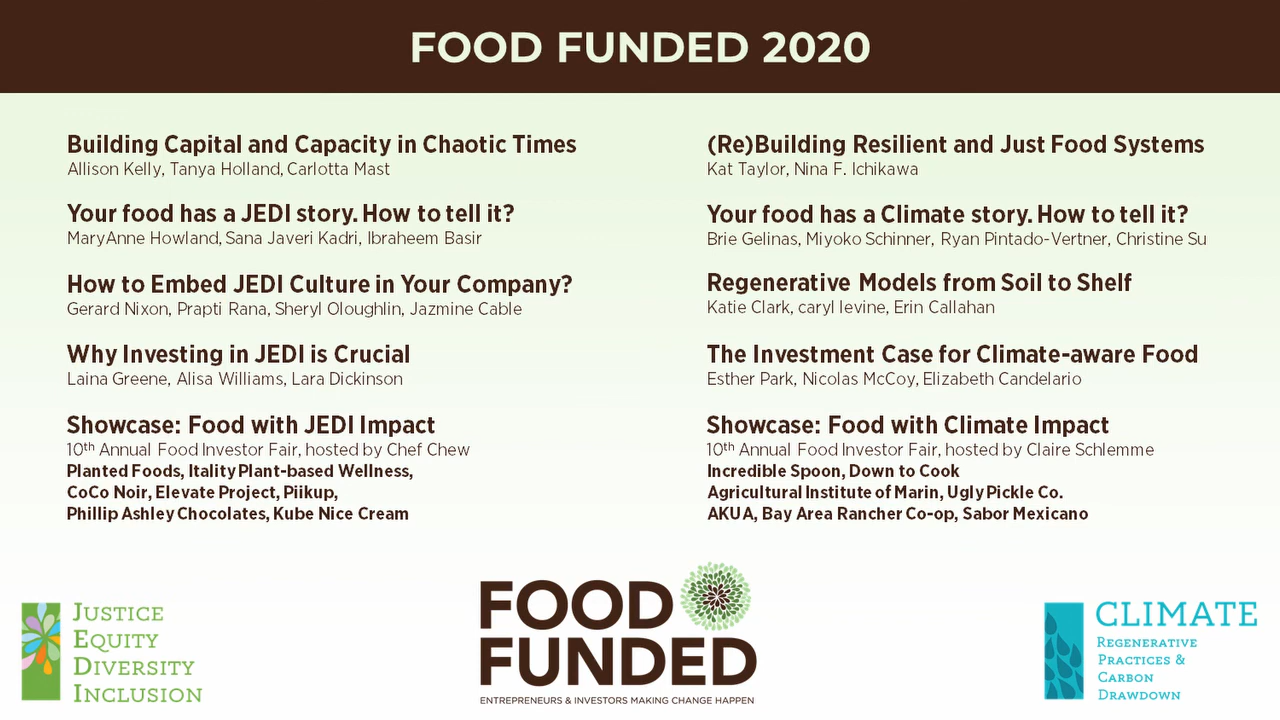 FOOD FUNDED 2020
Building Capital and Capacity in Chaotic Times
Allison Kelly, Tanya Holland, Carlotta Mast
Your food has a JEDI story. How to tell it?
MaryAnne Howland, Sana Javeri Kadri, Ibraheem Basir
How to Embed JEDI Culture in Your Company?
Gerard Nixon, Prapti Rana, Sheryl Oloughlin, Jazmine Cable
Why Investing in JEDI is Crucial
Laina Greene, Alisa Williams, Lara Dickinson
Showcase: Food with JEDI Impact
10th Annual Food Investor Fair, hosted by Chef Chew
Planted Foods, Itality Plant-based Wellness,
CoCo Noir, Elevate Project, Piikup,
Phillip Ashley Chocolates, Kube Nice Cream
(Re)Building Resilient and Just Food Systems
Kat Taylor, Nina F. Ichikawa
Your food has a Climate story. How to tell it?
Brie Gelinas, Miyoko Schinner, Ryan Pintado-Vertner, Christine Su
Regenerative Models from Soil to Shelf
Katie Clark, caryl levine, Erin Callahan
The Investment Case for Climate-aware Food
Esther Park, Nicolas McCoy, Elizabeth Candelario
Showcase: Food with Climate Impact
10th Annual Food Investor Fair, hosted by Claire Schlemme
Incredible Spoon, Down to Cook
Agricultural Institute of Marin, Ugly Pickle Co.
AKUA, Bay Area Rancher Co-op, Sabor Mexicano
JUSTICE
EQUITY
DIVERSITY
INCLUSION
FOOD
FUNDED
ENTREPRENEURS & INVESTORS MAKING CHANGE HAPPEN
CLIMATE
REGENERATIVE
PRACTICES &
CARBON
DRAWDOWN